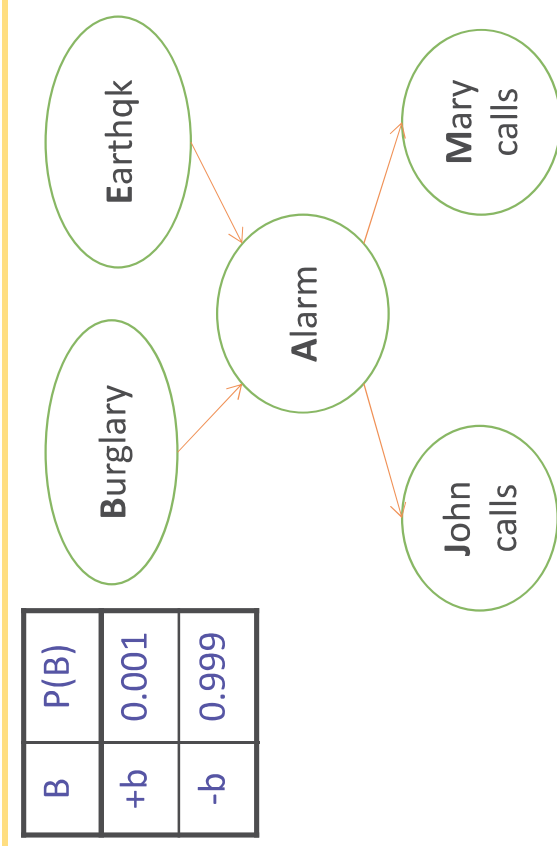 B P(B)
+b 0.001
-b 0.999
Burglary
Earthqk
Alarm
John
calls
Mary
calls